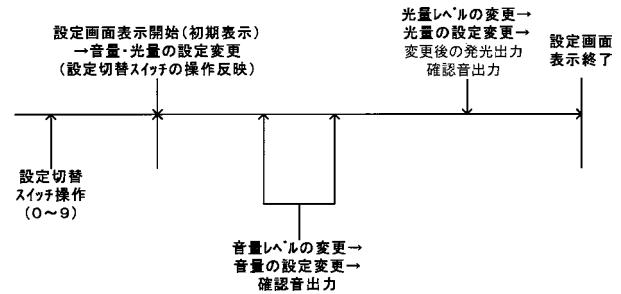 設定画面表示開始(初期表示)
→音量・光量の設定変更
(設定切替スイッチの操作反映)
光量レベルの変更→
光量の設定変更→
変更後の発光出力
確認音出力
設定画面
表示終了
設定切替
スイッチ操作
(0～9)
音量レベルの変更→
音量の設定変更→
確認音出力